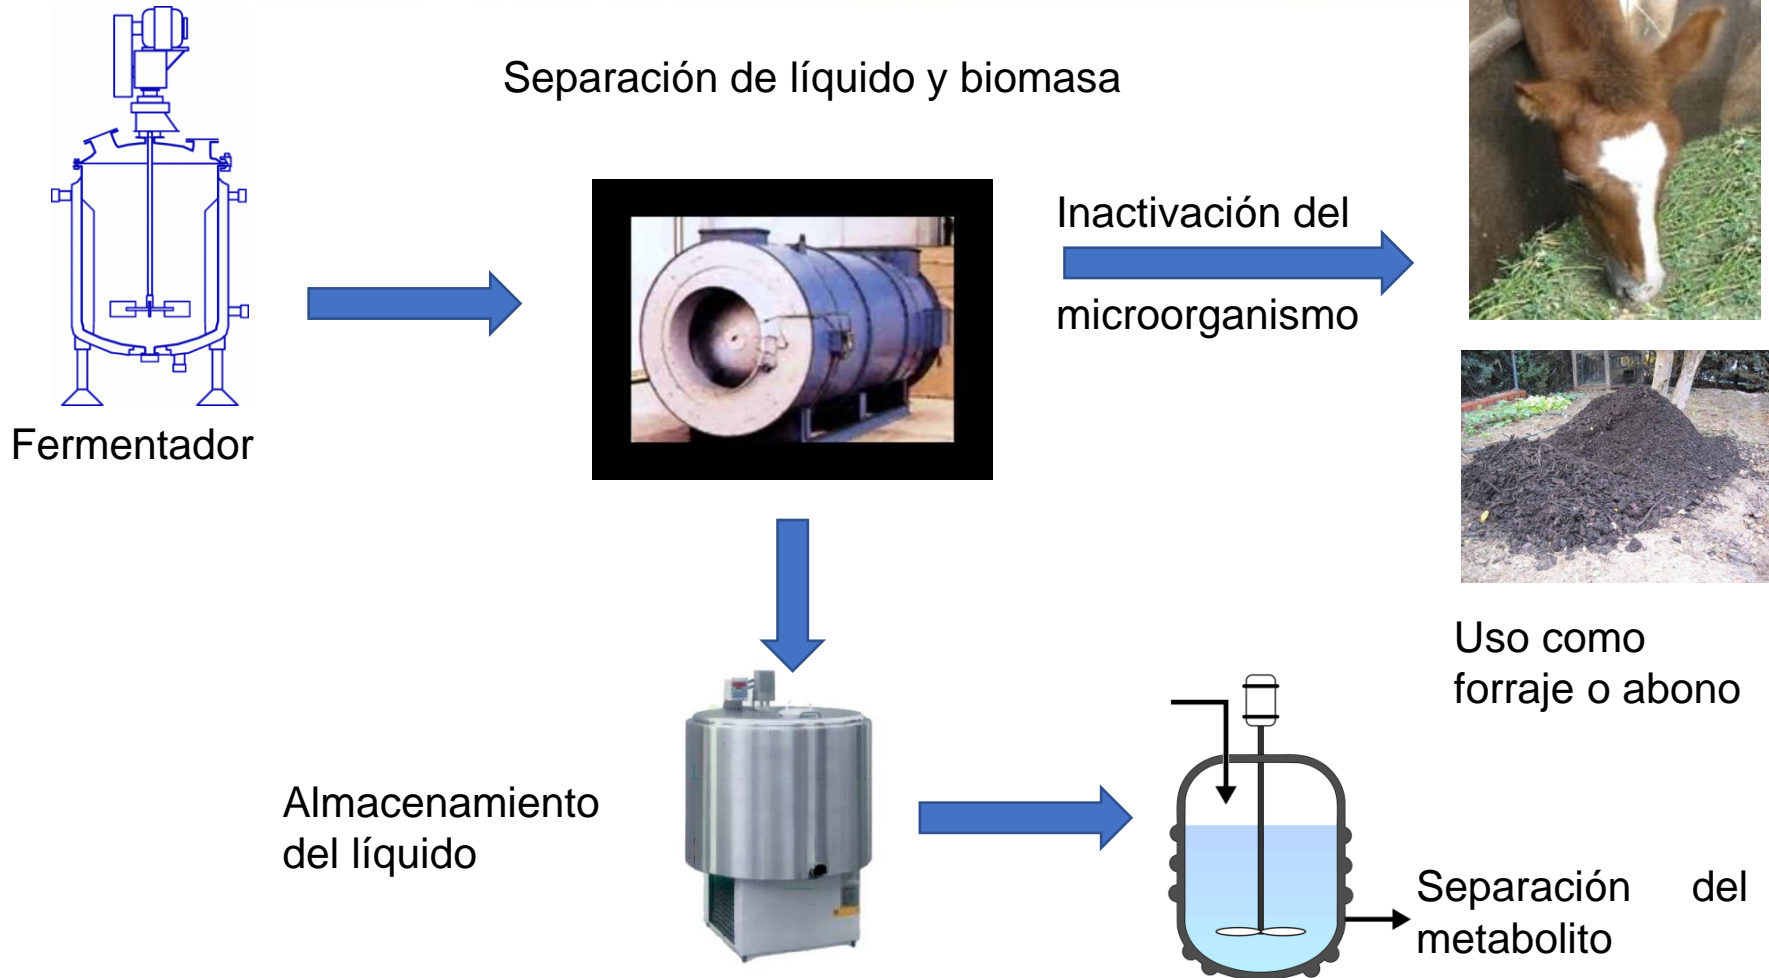 Separación de líquido y biomasa
Inactivación del
microorganismo
Fermentador
Uso como
forraje o abono
Almacenamiento
del líquido
Separación del
metabolito